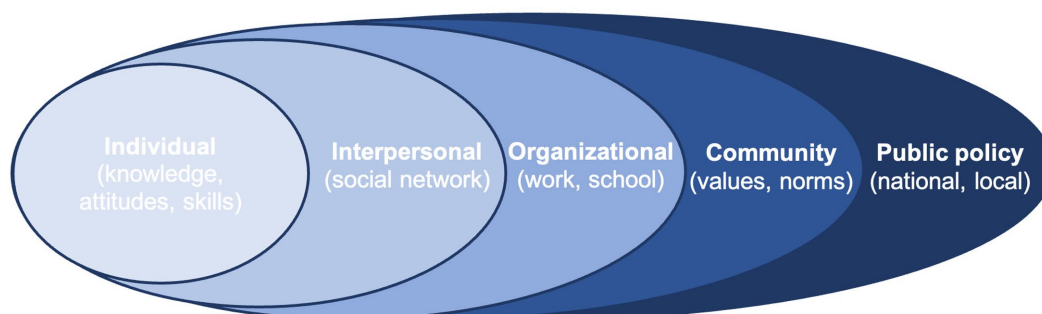 Individual
(knowledge,
attitudes, skills)
Interpersonal
(social network)
Organizational
(work, school)
Community
(values, norms)
Public policy
(national, local)